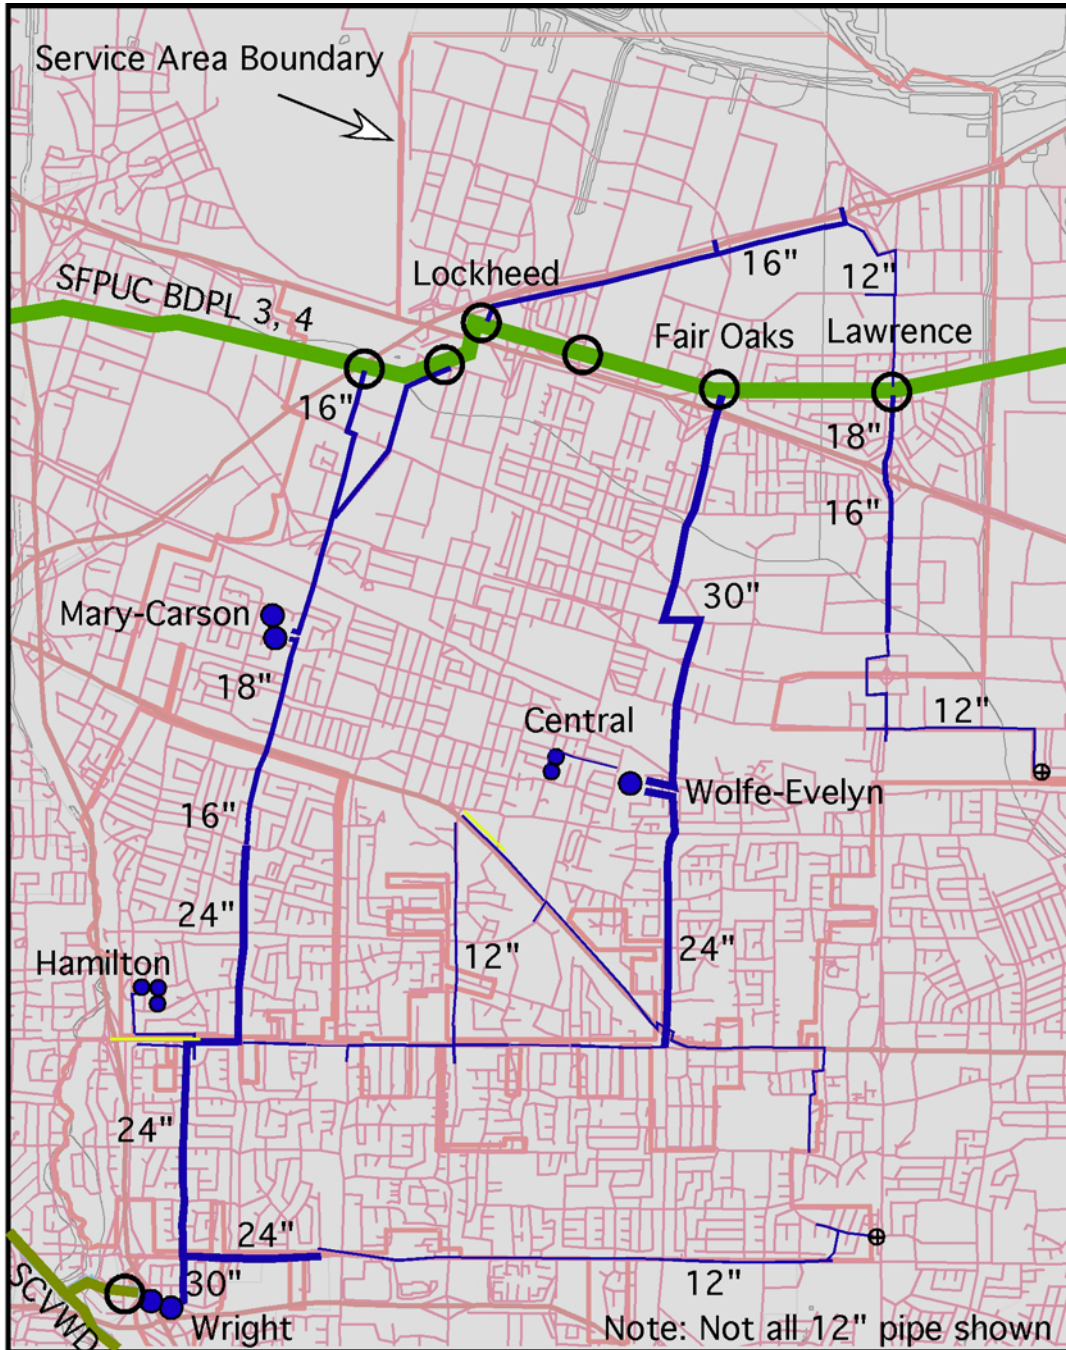 Service Area Boundary
Lockheed
16"
12"
SFPUC BDPL 3, 4
Fair Oaks
Lawrence
16"
18"
16"
30"
Mary-Carson
18"
12"
Central
Wolfe-Evelyn
16"
24"
12"
24"
Hamilton
24"
24"
30"
12"
SCVWD
Wright
Note: Not all 12" pipe shown